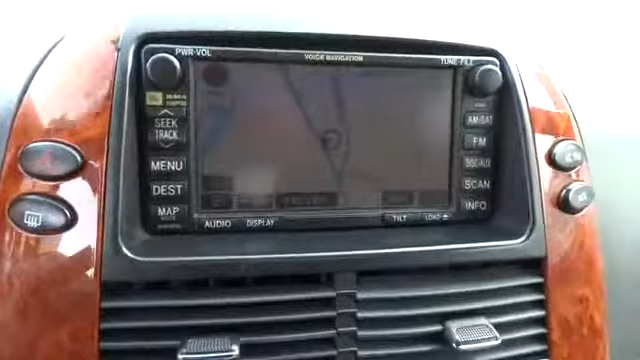 PWR·VOL
VOICE NAVIGATION
TUNE·FILE
SEEK
TRACK
MENU
DEST
MAP
AM·SAT
FM
DISC·AUX
SCAN
INFO
AUDIO
DISPLAY
TILT
LOAD